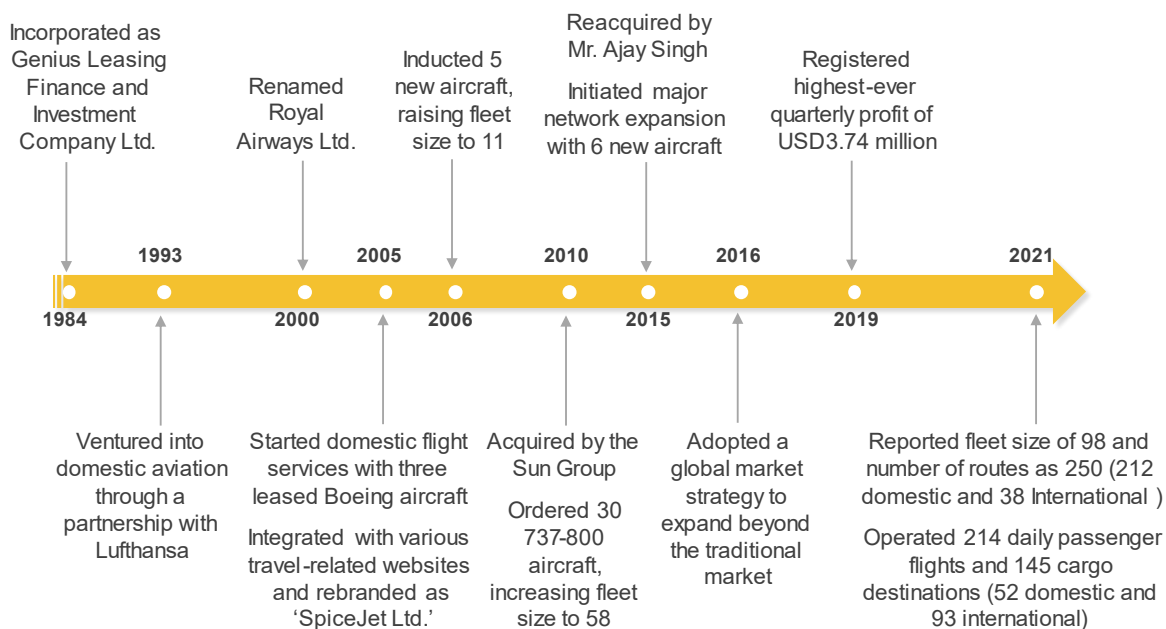 Incorporated as
Genius Leasing
Finance and
Investment
Company Ltd.
Renamed
Royal
Airways Ltd.
Inducted 5
new aircraft,
raising fleet
size to 11
Reacquired by
Mr. Ajay Singh
Initiated major
network expansion
with 6 new aircraft
Registered
highest-ever
quarterly profit of
USD3.74 million
1993
2005
2010
2016
2021
1984
2000
2006
2015
2019
Ventured into
domestic aviation
through a
partnership with
Lufthansa
Started domestic flight
services with three
leased Boeing aircraft
Integrated with various
travel-related websites
and rebranded as
‘SpiceJet Ltd.’
Acquired by the
Sun Group
Ordered 30
737-800
aircraft,
increasing fleet
size to 58
Adopted a
global market
strategy to
expand beyond
the traditional
market
Reported fleet size of 98 and
number of routes as 250 (212
domestic and 38 International )
Operated 214 daily passenger
flights and 145 cargo
destinations (52 domestic and
93 international)